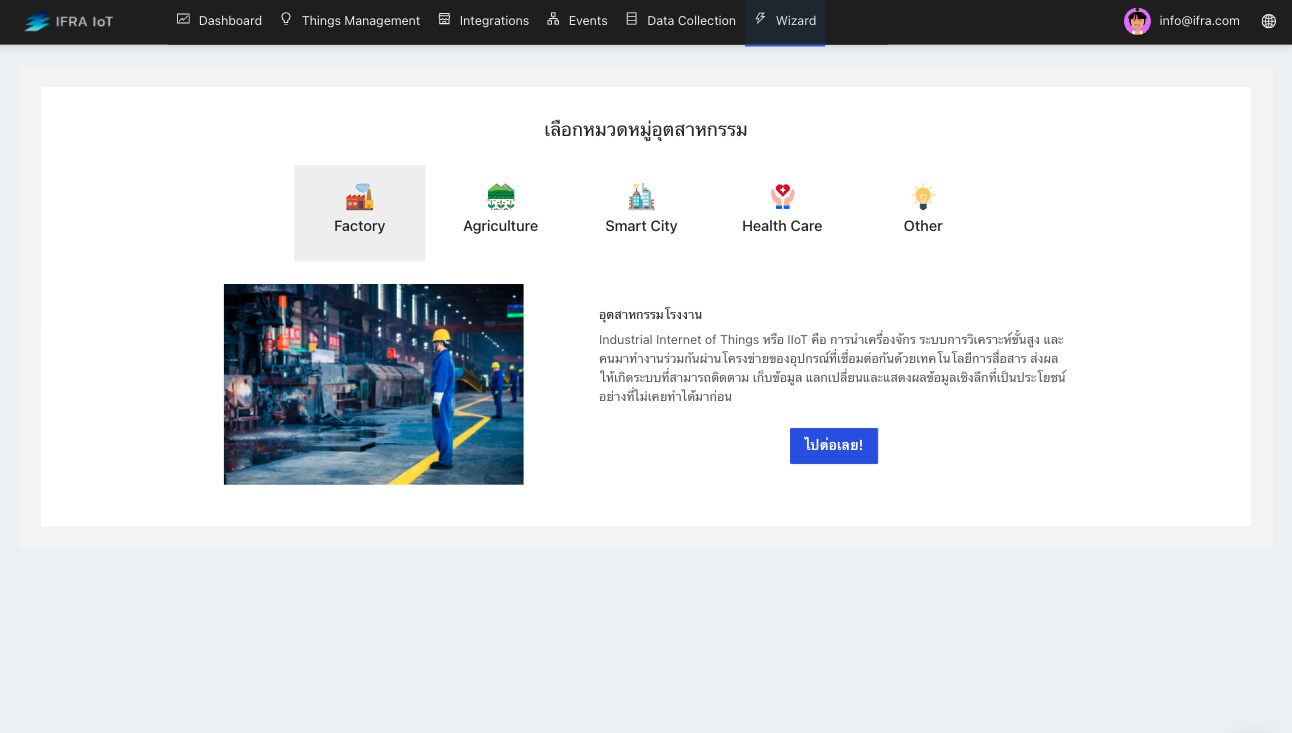 IFRA IoT Dashboard Things Management Integrations Events Data Collection Wizard info@ifra.com
เลือกหมวดหมู่อุตสาหกรรม
Factory Agriculture Smart City Health Care Other
อุตสาหกรรมโรงงาน
Industrial Internet of Things หรือ IIoT คือ การนำเครื่องจักร ระบบการวิเคราะห์ขั้นสูง และ
คนมาทำงานร่วมกันผ่านโครงข่ายของอุปกรณ์ที่เชื่อมต่อกันด้วยเทคโนโลยีการสื่อสาร ส่งผล
ให้เกิดระบบที่สามารถติดตาม เก็บข้อมูล แลกเปลี่ยนและแสดงผลข้อมูลเชิงลึกที่เป็นประโยชน์
อย่างที่ไม่เคยทำได้มาก่อน
ไปต่อเลย!